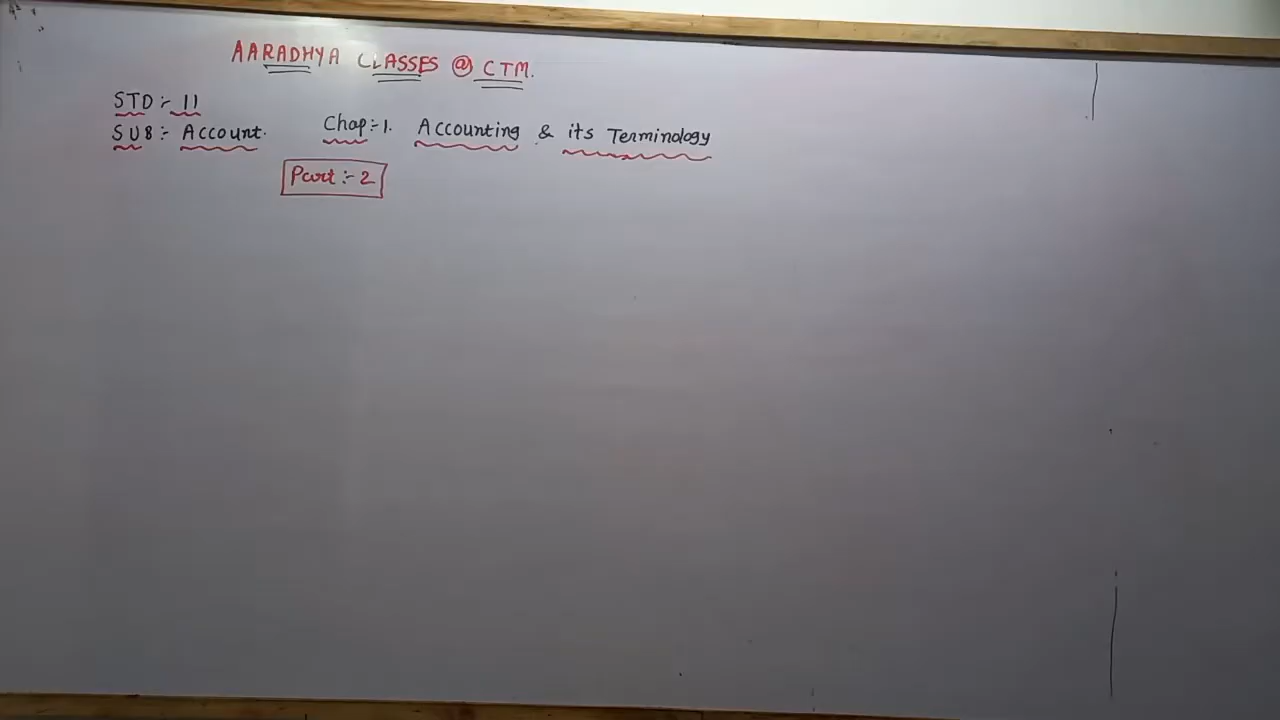 AARADHYA CLASSES @ CTM.
STD :- 11
SUB :- Account. Chap :- 1. Accounting & its Terminology
Part :- 2